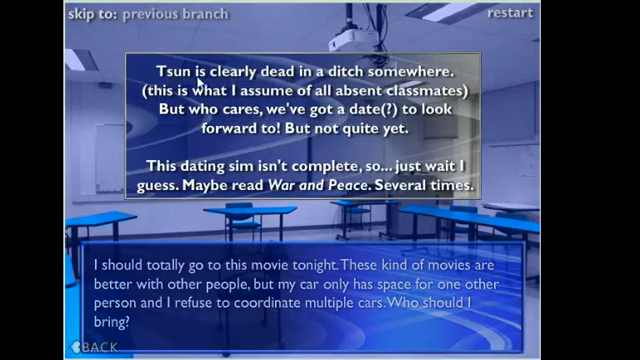 skip to: previous branch
restart
Tsun is clearly dead in a ditch somewhere.
(this is what I assume of all absent classmates)
But who cares, we've got a date(?) to look
forward to! But not quite yet.
This dating sim isn't complete, so... just wait I
guess. Maybe read War and Peace. Several times.
I should totally go to this movie tonight. These kind of movies are
better with other people, but my car only has space for one other
person and I refuse to coordinate multiple cars. Who should I
bring?
BACK